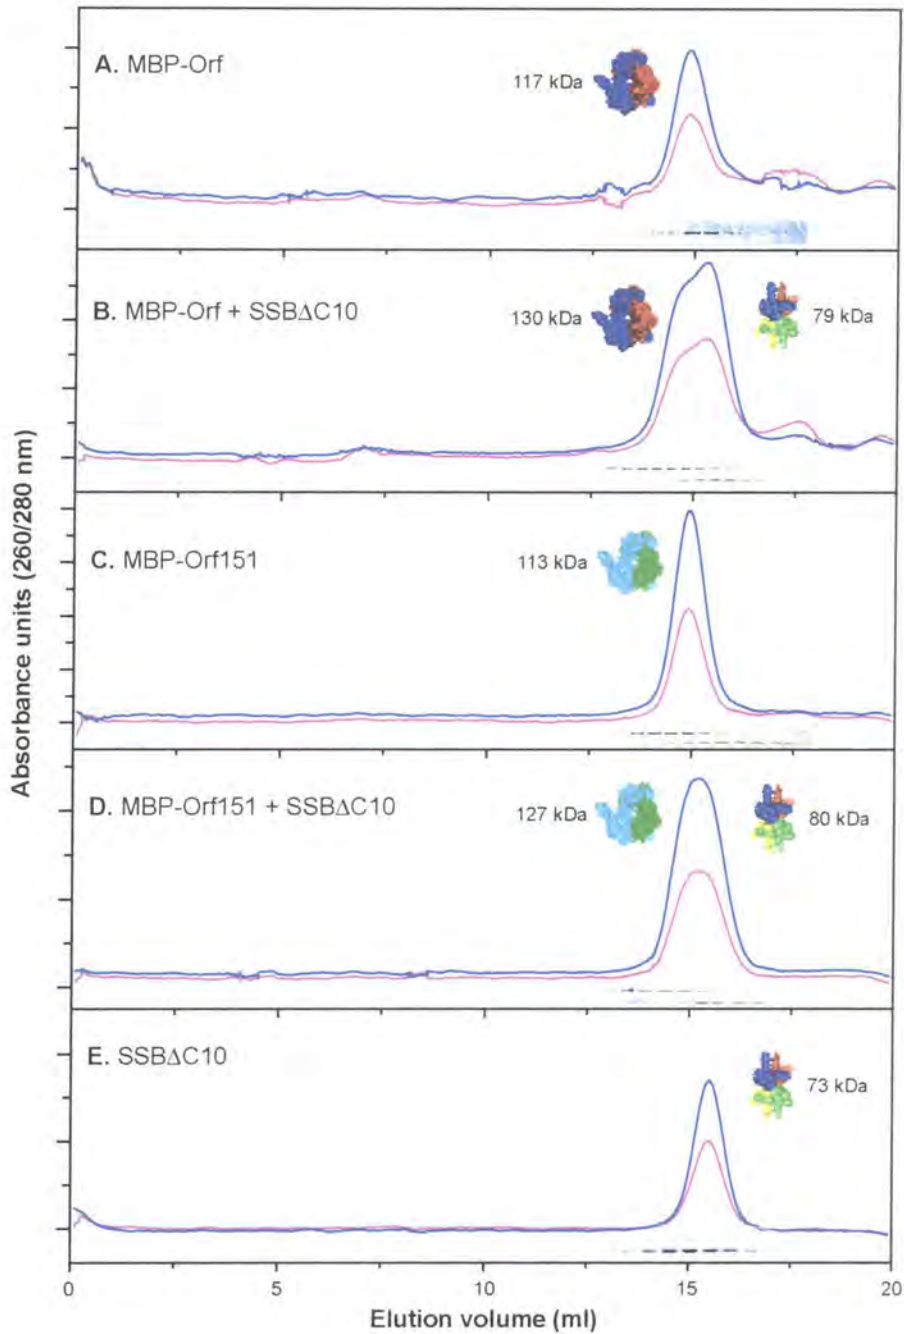 A. MBP-Orf
117 kDa
B. MBP-Orf + SSBΔC10
130 kDa
79 kDa
C. MBP-Orf151
113 kDa
D. MBP-Orf151 + SSBΔC10
127 kDa
80 kDa
E. SSBΔC10
73 kDa
Absorbance units (260/280 nm)
0 5 10 15 20
Elution volume (ml)